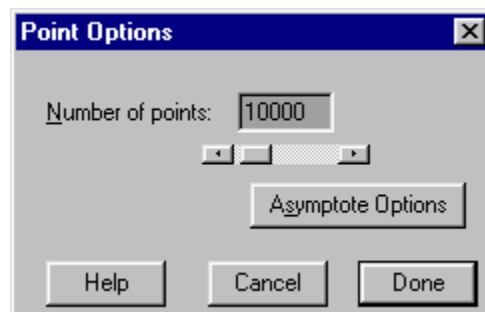 Point Options
Number of points: 10000
Asymptote Options
Help Cancel Done